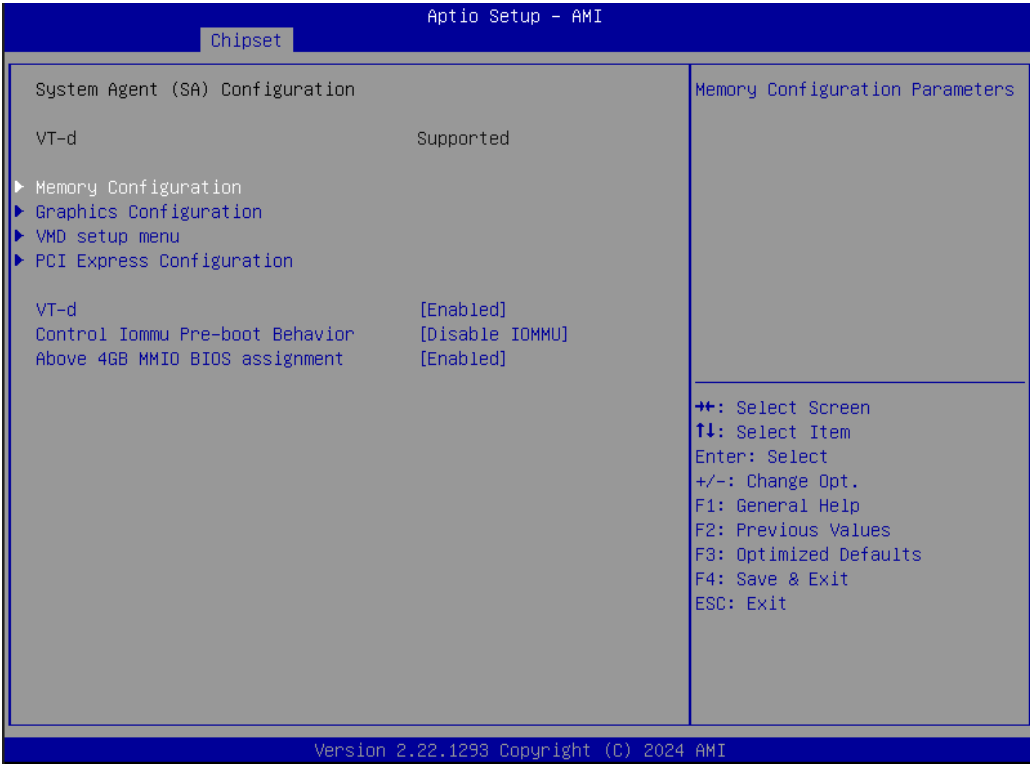 Aptio Setup – AMI
Chipset
System Agent (SA) Configuration
VT-d Supported
Memory Configuration
Graphics Configuration
VMD setup menu
PCI Express Configuration
VT-d [Enabled]
Control Iommu Pre-boot Behavior [Disable IOMMU]
Above 4GB MMIO BIOS assignment [Enabled]
Memory Configuration Parameters
→←: Select Screen
↑↓: Select Item
Enter: Select
+/-: Change Opt.
F1: General Help
F2: Previous Values
F3: Optimized Defaults
F4: Save & Exit
ESC: Exit
Version 2.22.1293 Copyright (C) 2024 AMI